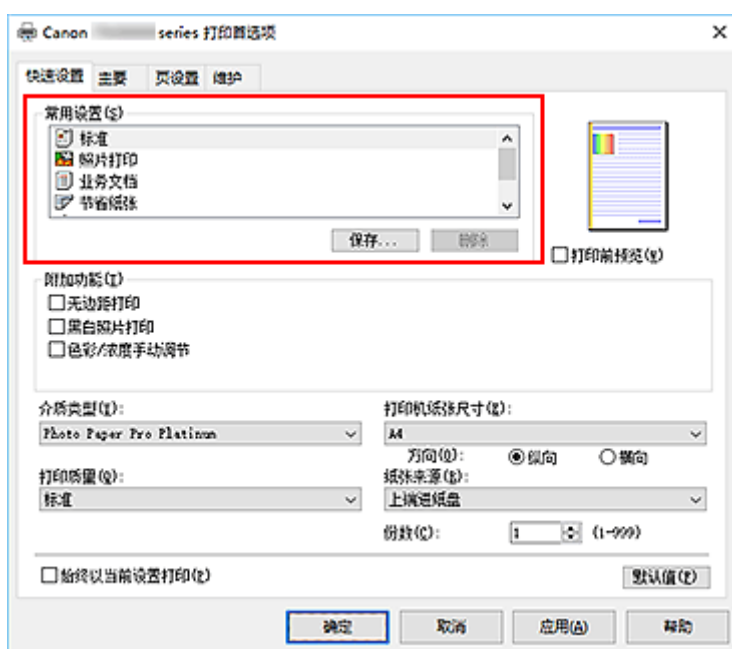 Canon series 打印首选项
快速设置 主要 页设置 维护
常用设置(S)
标准
照片打印
业务文档
节省纸张
保存... 删除
打印前预览(V)
附加功能(I)
无边距打印
黑白照片打印
色彩/浓度手动调节
介质类型(I):
Photo Paper Pro Platinum
打印机纸张尺寸(Z):
A4
方向(O): 纵向 横向
打印质量(Q):
标准
纸张来源(B):
上端进纸盘
份数(C): 1 (1-999)
始终以当前设置打印(P)
默认值(F)
确定 取消 应用(A) 帮助